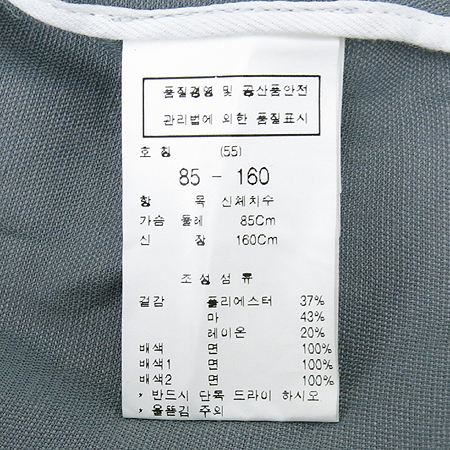 품질경영 및 공산품안전
관리법에 의한 품질표시
호 칭 (55)
85 - 160
항 목 신체치수
가슴 둘레 85Cm
신 장 160Cm
조성섬유
겉감 폴리에스터 37%
마 43%
레이온 20%
배색 면 100%
배색1 면 100%
배색2 면 100%
, 반드시 단독 드라이 하시오
, 올뜯김 주의